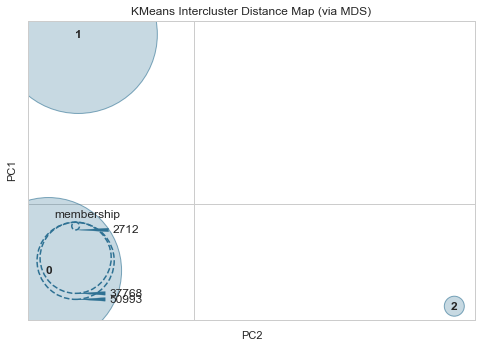 KMeans Intercluster Distance Map (via MDS)
1
PC1
membership
2712
0
37768
50993
2
PC2